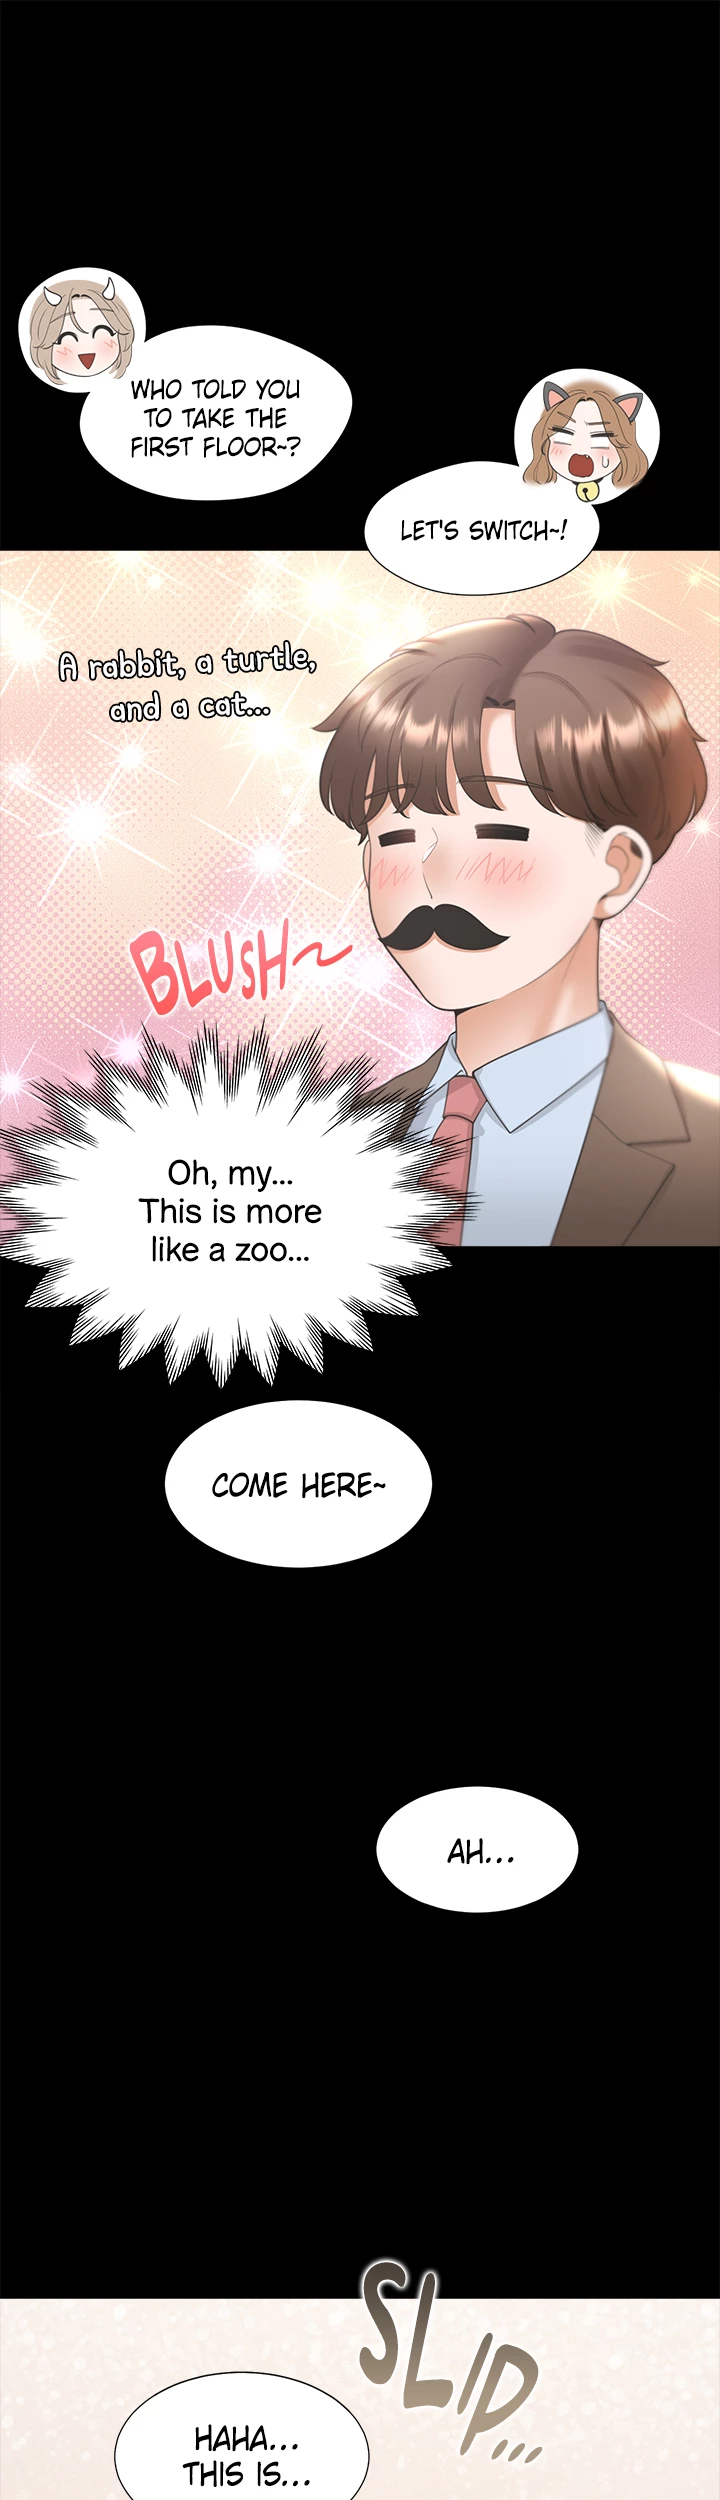 WHO TOLD YOU
TO TAKE THE
FIRST FLOOR~?
LET'S SWITCH~!
A rabbit, a turtle,
and a cat...
BLUSH~
Oh, my...
This is more
like a zoo...
COME HERE~
AH...
SLIP...
HAHA...
THIS IS...